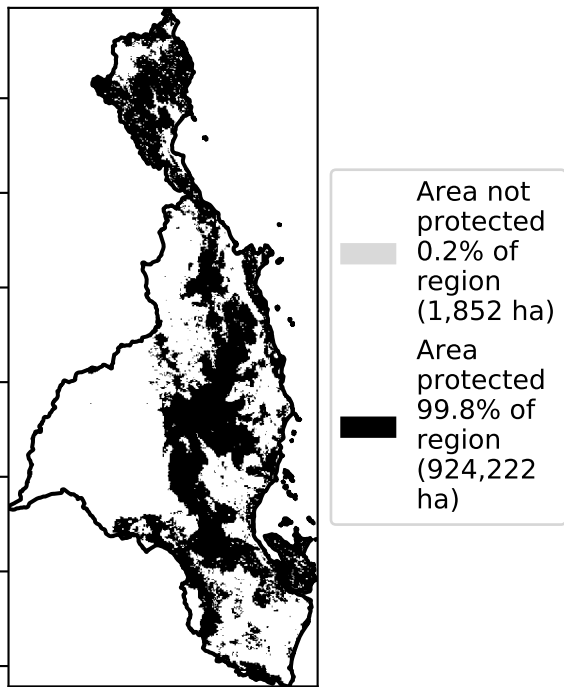 Area not
protected
0.2% of
region
(1,852 ha)
Area
protected
99.8% of
region
(924,222
ha)